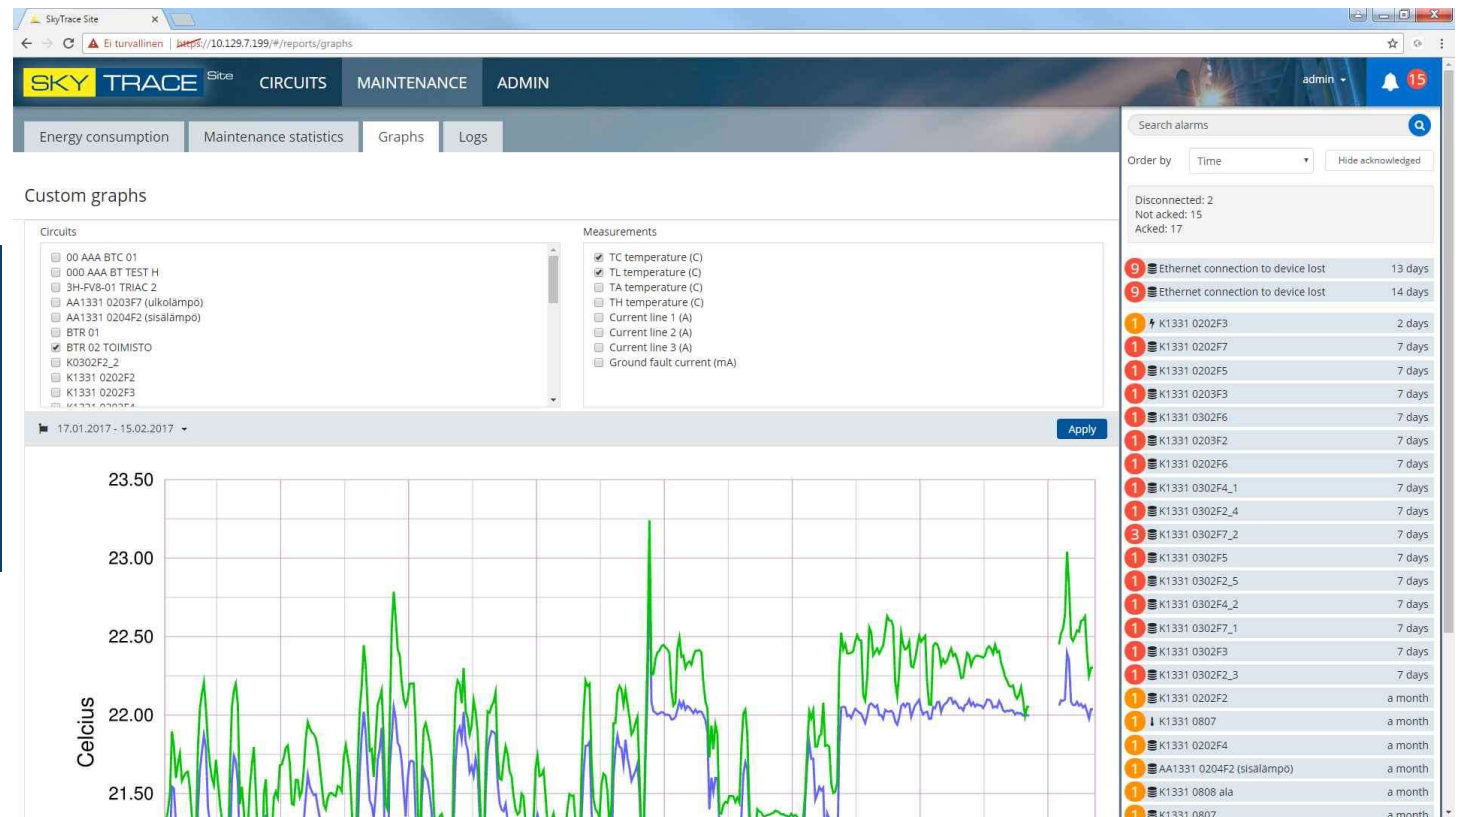 SkyTrace Site
Ei turvallinen | https://10.129.7.199/#/reports/graphs
SKY TRACE Site CIRCUITS MAINTENANCE ADMIN admin 15
Energy consumption Maintenance statistics Graphs Logs
Custom graphs
Circuits
00 AAA BTC 01
000 AAA BT TEST H
3H-FV8-01 TRIAC 2
AA1331 0203F7 (ulkolämpö)
AA1331 0204F2 (sisälämpö)
BTR 01
BTR 02 TOIMISTO
K0302F2_2
K1331 0202F2
K1331 0202F3
Measurements
TC temperature (C)
TL temperature (C)
TA temperature (C)
TH temperature (C)
Current line 1 (A)
Current line 2 (A)
Current line 3 (A)
Ground fault current (mA)
17.01.2017 - 15.02.2017
Apply
23.50
23.00
22.50
22.00
21.50
Celcius
Search alarms
Order by Time Hide acknowledged
Disconnected: 2
Not acked: 15
Acked: 17
9 Ethernet connection to device lost 13 days
9 Ethernet connection to device lost 14 days
1 K1331 0202F3 2 days
1 K1331 0202F7 7 days
1 K1331 0202F5 7 days
1 K1331 0203F3 7 days
1 K1331 0302F6 7 days
1 K1331 0203F2 7 days
1 K1331 0202F6 7 days
1 K1331 0302F4_1 7 days
1 K1331 0302F2_4 7 days
3 K1331 0302F7_2 7 days
1 K1331 0302F5 7 days
1 K1331 0302F2_5 7 days
1 K1331 0302F4_2 7 days
1 K1331 0302F7_1 7 days
1 K1331 0302F3 7 days
1 K1331 0302F2_3 7 days
1 K1331 0202F2 a month
1 K1331 0807 a month
1 K1331 0202F4 a month
1 AA1331 0204F2 (sisälämpö) a month
1 K1331 0808 ala a month
1 K1331 0807 a month